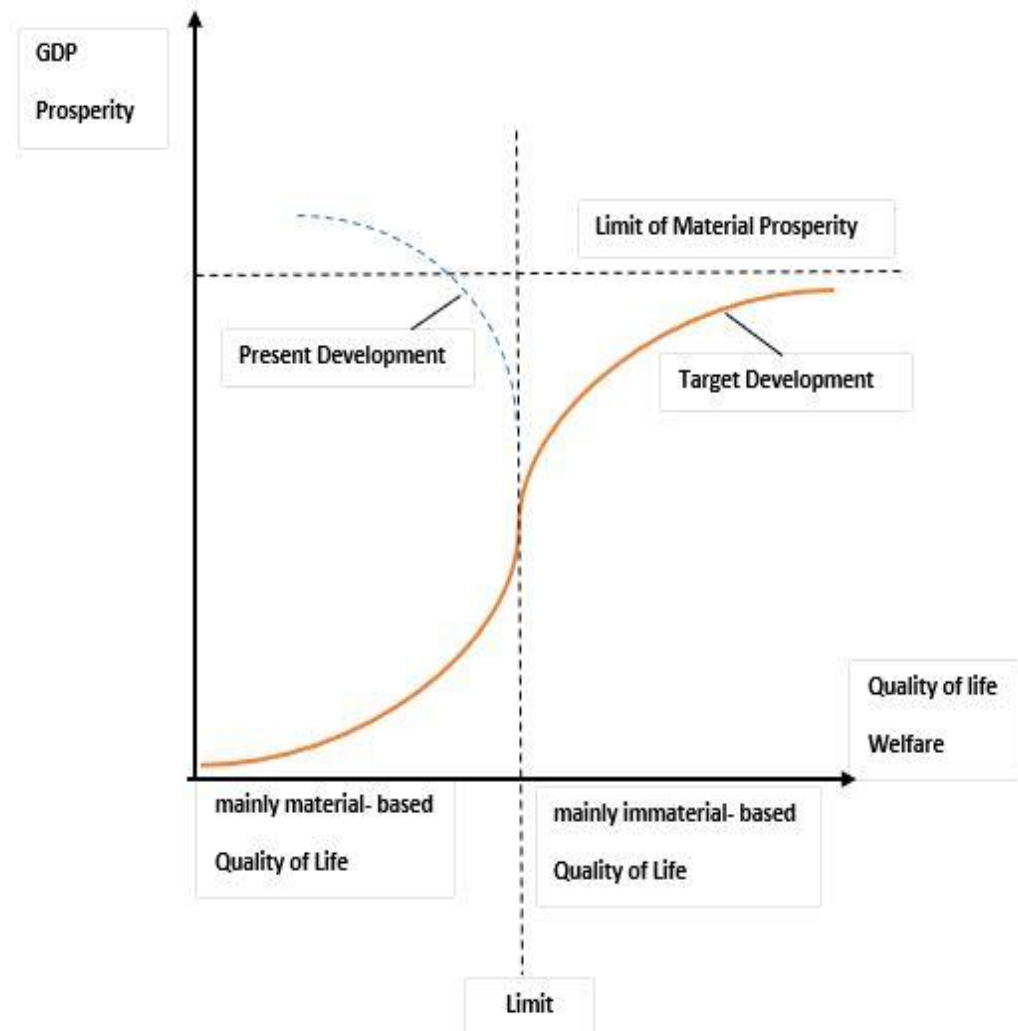 GDP
Prosperity
Limit of Material Prosperity
Present Development
Target Development
Quality of life
Welfare
mainly material- based
Quality of Life
mainly immaterial- based
Quality of Life
Limit